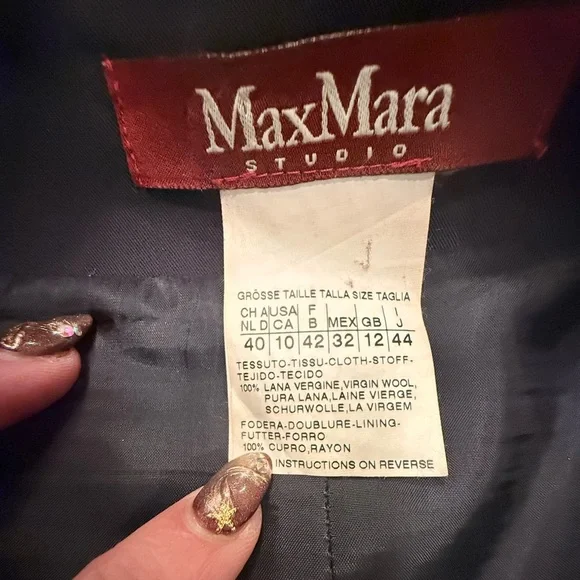 MaxMara
STUDIO
GRÖSSE TAILLE TALLA SIZE TAGLIA
CH A USA F I
NL D CA B MEX GB J
40 10 42 32 12 44
TESSUTO-TISSU-CLOTH-STOFF-
TEJIDO-TECIDO
100% LANA VERGINE,VIRGIN WOOL,
PURA LANA,LAINE VIERGE,
SCHURWOLLE,LA VIRGEM
FODERA-DOUBLURE-LINING-
FUTTER-FORRO
100% CUPRO,RAYON
INSTRUCTIONS ON REVERSE